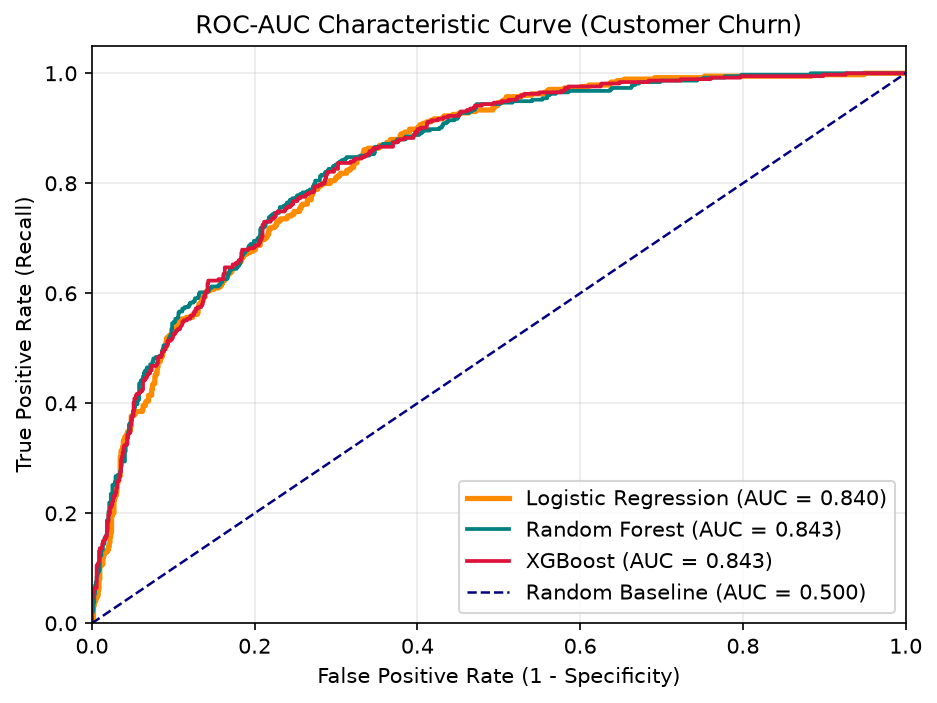 ROC-AUC Characteristic Curve (Customer Churn)
True Positive Rate (Recall)
1.0
0.8
0.6
0.4
0.2
0.0
Logistic Regression (AUC = 0.840)
Random Forest (AUC = 0.843)
XGBoost (AUC = 0.843)
Random Baseline (AUC = 0.500)
0.0 0.2 0.4 0.6 0.8 1.0
False Positive Rate (1 - Specificity)